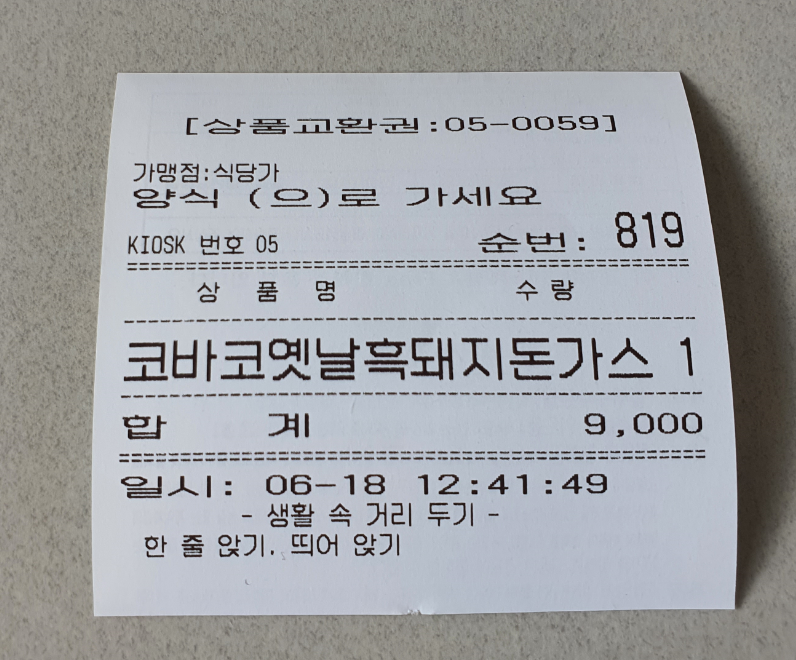 [상품교환권:05-0059]
가맹점:식당가
양식 (으)로 가세요
KIOSK 번호 05 순번: 819
상 품 명 수 량
코바코옛날흑돼지돈가스 1
합 계 9,000
일시: 06-18 12:41:49
- 생활 속 거리 두기 -
한 줄 앉기. 띄어 앉기